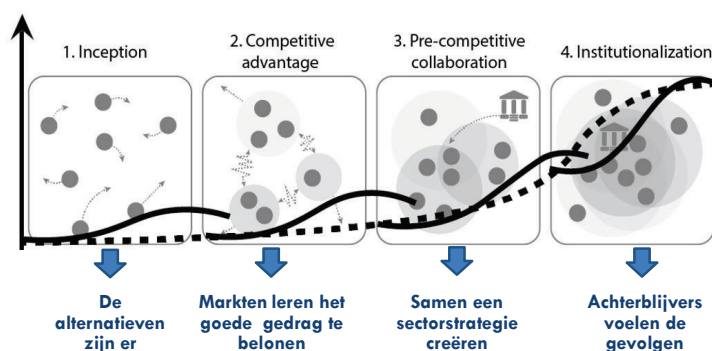 1. Inception
2. Competitive
advantage
3. Pre-competitive
collaboration
4. Institutionalization
De
alternatieven
zijn er
Markten leren het
goede gedrag te
belonen
Samen een
sectorstrategie
creëren
Achterblijvers
voelen de
gevolgen